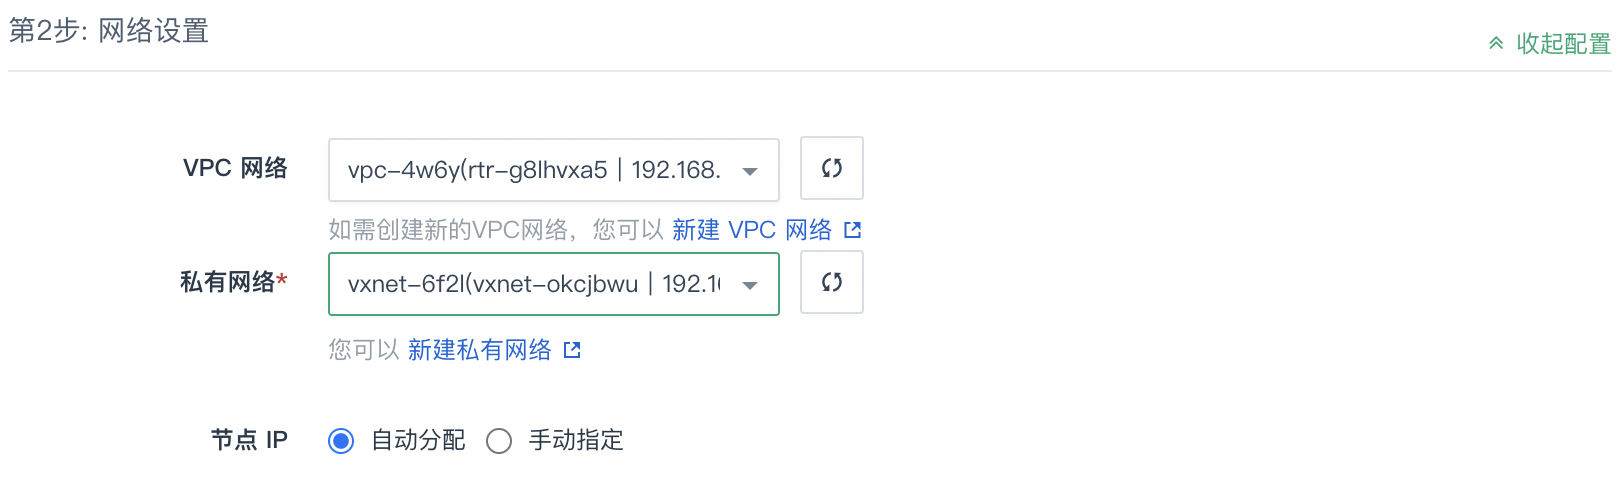 第2步: 网络设置
收起配置
VPC 网络
vpc-4w6y(rtr-g8lhvxa5 | 192.168.
如需创建新的VPC网络，您可以 新建 VPC 网络
私有网络*
vxnet-6f2l(vxnet-okcjbwu | 192.16
您可以 新建私有网络
节点 IP 自动分配 手动指定